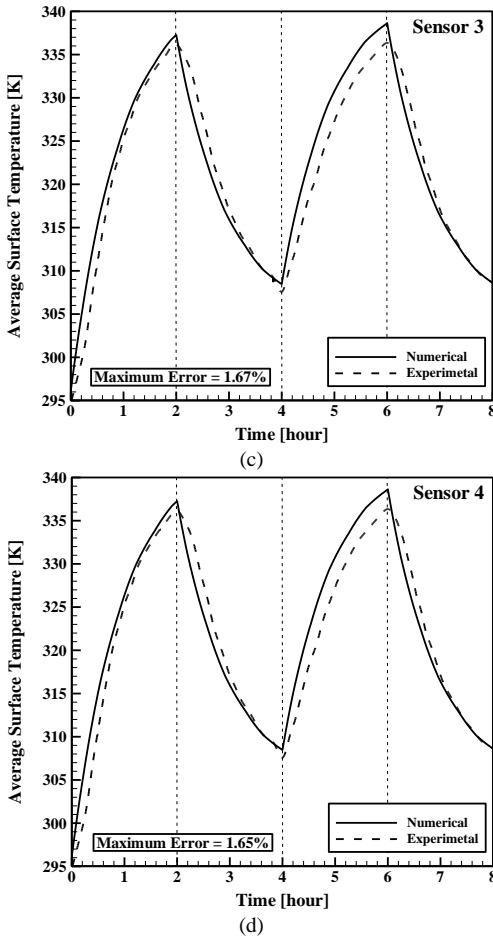 340
Sensor 3
335
330
325
320
315
310
305
300
295
Average Surface Temperature [K]
Numerical
Experimetal
Maximum Error = 1.67%
0 1 2 3 4 5 6 7 8
Time [hour]
(c)
340
Sensor 4
335
330
325
320
315
310
305
300
295
Average Surface Temperature [K]
Numerical
Experimetal
Maximum Error = 1.65%
0 1 2 3 4 5 6 7 8
Time [hour]
(d)